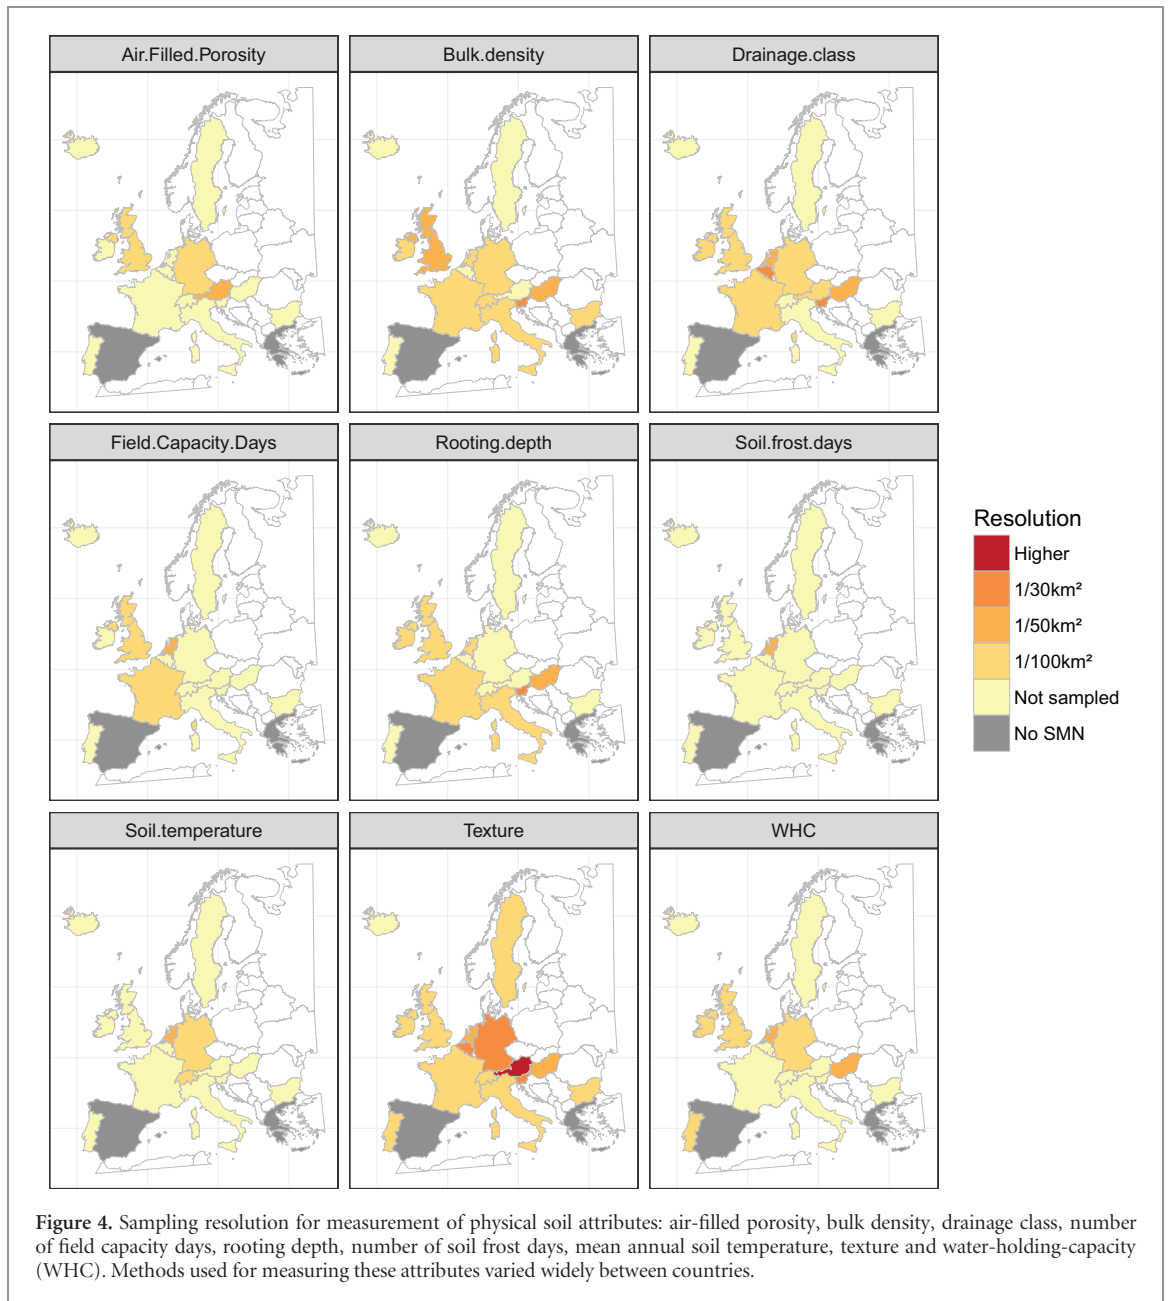 Air.Filled.Porosity
Bulk.density
Drainage.class
Field.Capacity.Days
Rooting.depth
Soil.frost.days
Soil.temperature
Texture
WHC
Resolution
Higher
1/30km²
1/50km²
1/100km²
Not sampled
No SMN
Figure 4. Sampling resolution for measurement of physical soil attributes: air-filled porosity, bulk density, drainage class, number
of field capacity days, rooting depth, number of soil frost days, mean annual soil temperature, texture and water-holding-capacity
(WHC). Methods used for measuring these attributes varied widely between countries.